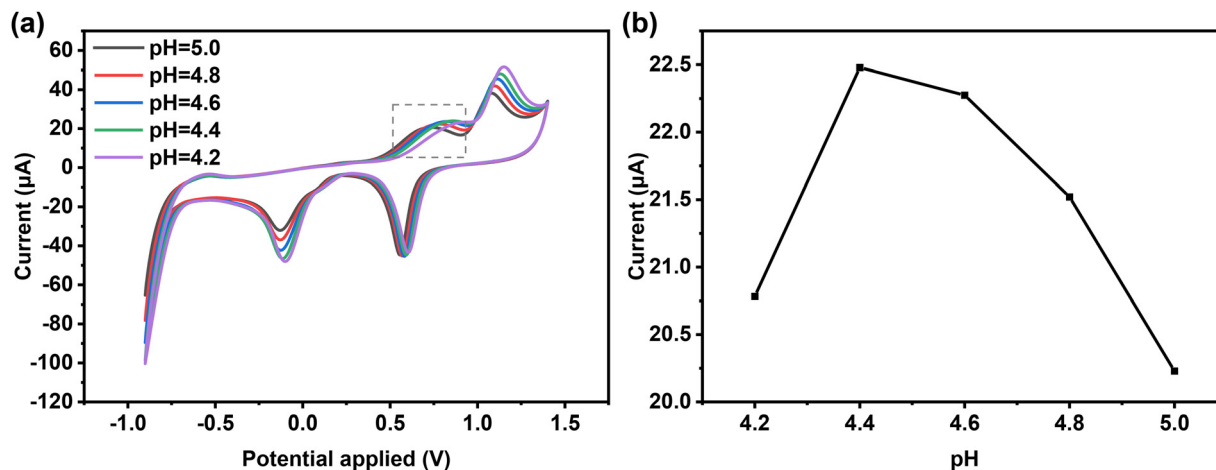 (a)
60
40
20
0
-20
-40
-60
-80
-100
-120
Current (µA)
pH=5.0
pH=4.8
pH=4.6
pH=4.4
pH=4.2
-1.0 -0.5 0.0 0.5 1.0 1.5
Potential applied (V)
(b)
22.5
22.0
21.5
21.0
20.5
20.0
Current (µA)
4.2 4.4 4.6 4.8 5.0
pH